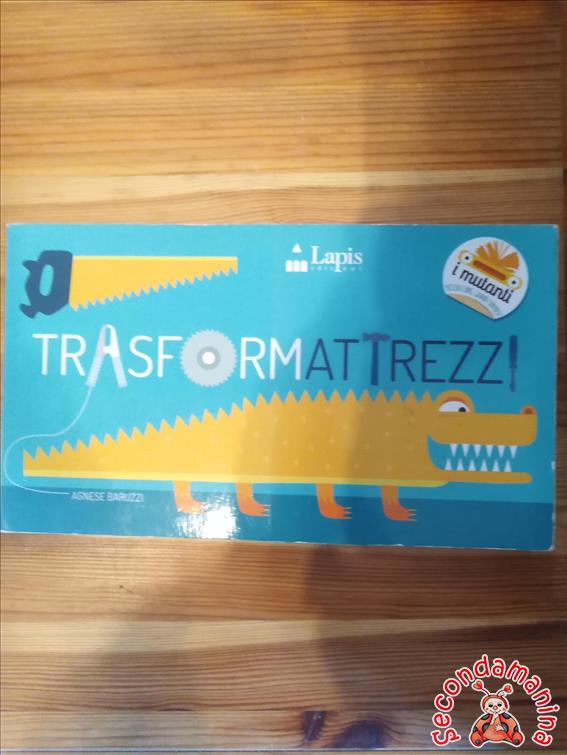 Lapis
edizioni
i mutanti
TRASFORMATTREZZI
AGNESE BARUZZI
Secondamanina